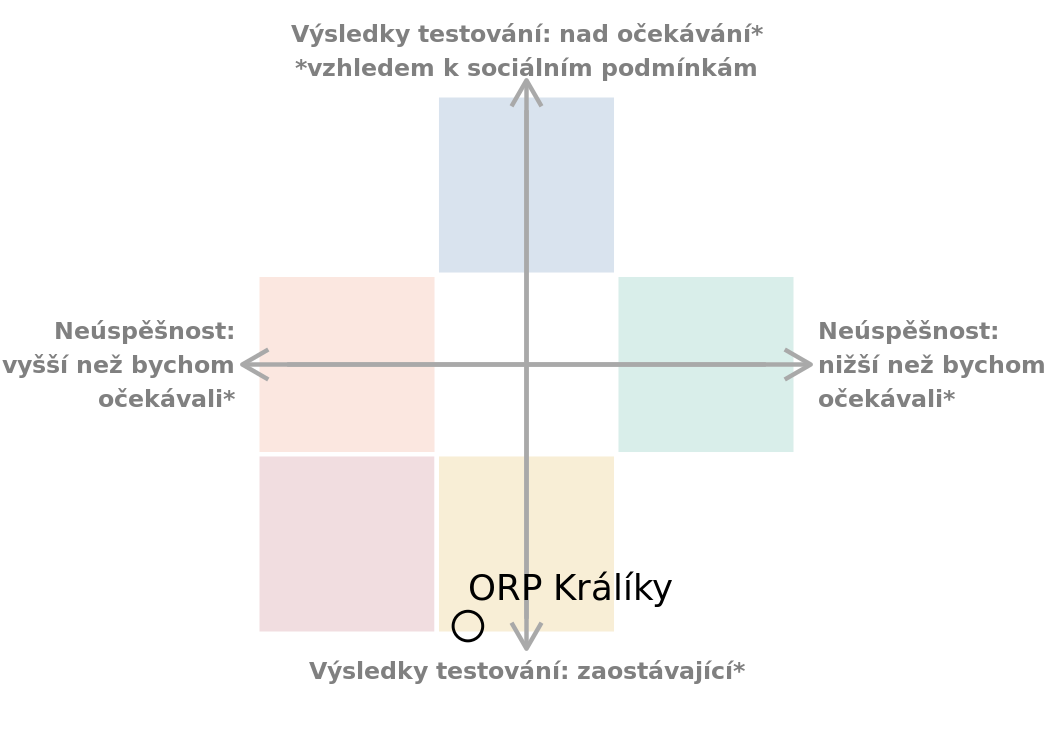 Výsledky testování: nad očekávání*
*vzhledem k sociálním podmínkám
Neúspěšnost:
vyšší než bychom
očekávali*
Neúspěšnost:
nižší než bychom
očekávali*
ORP Králíky
Výsledky testování: zaostávající*